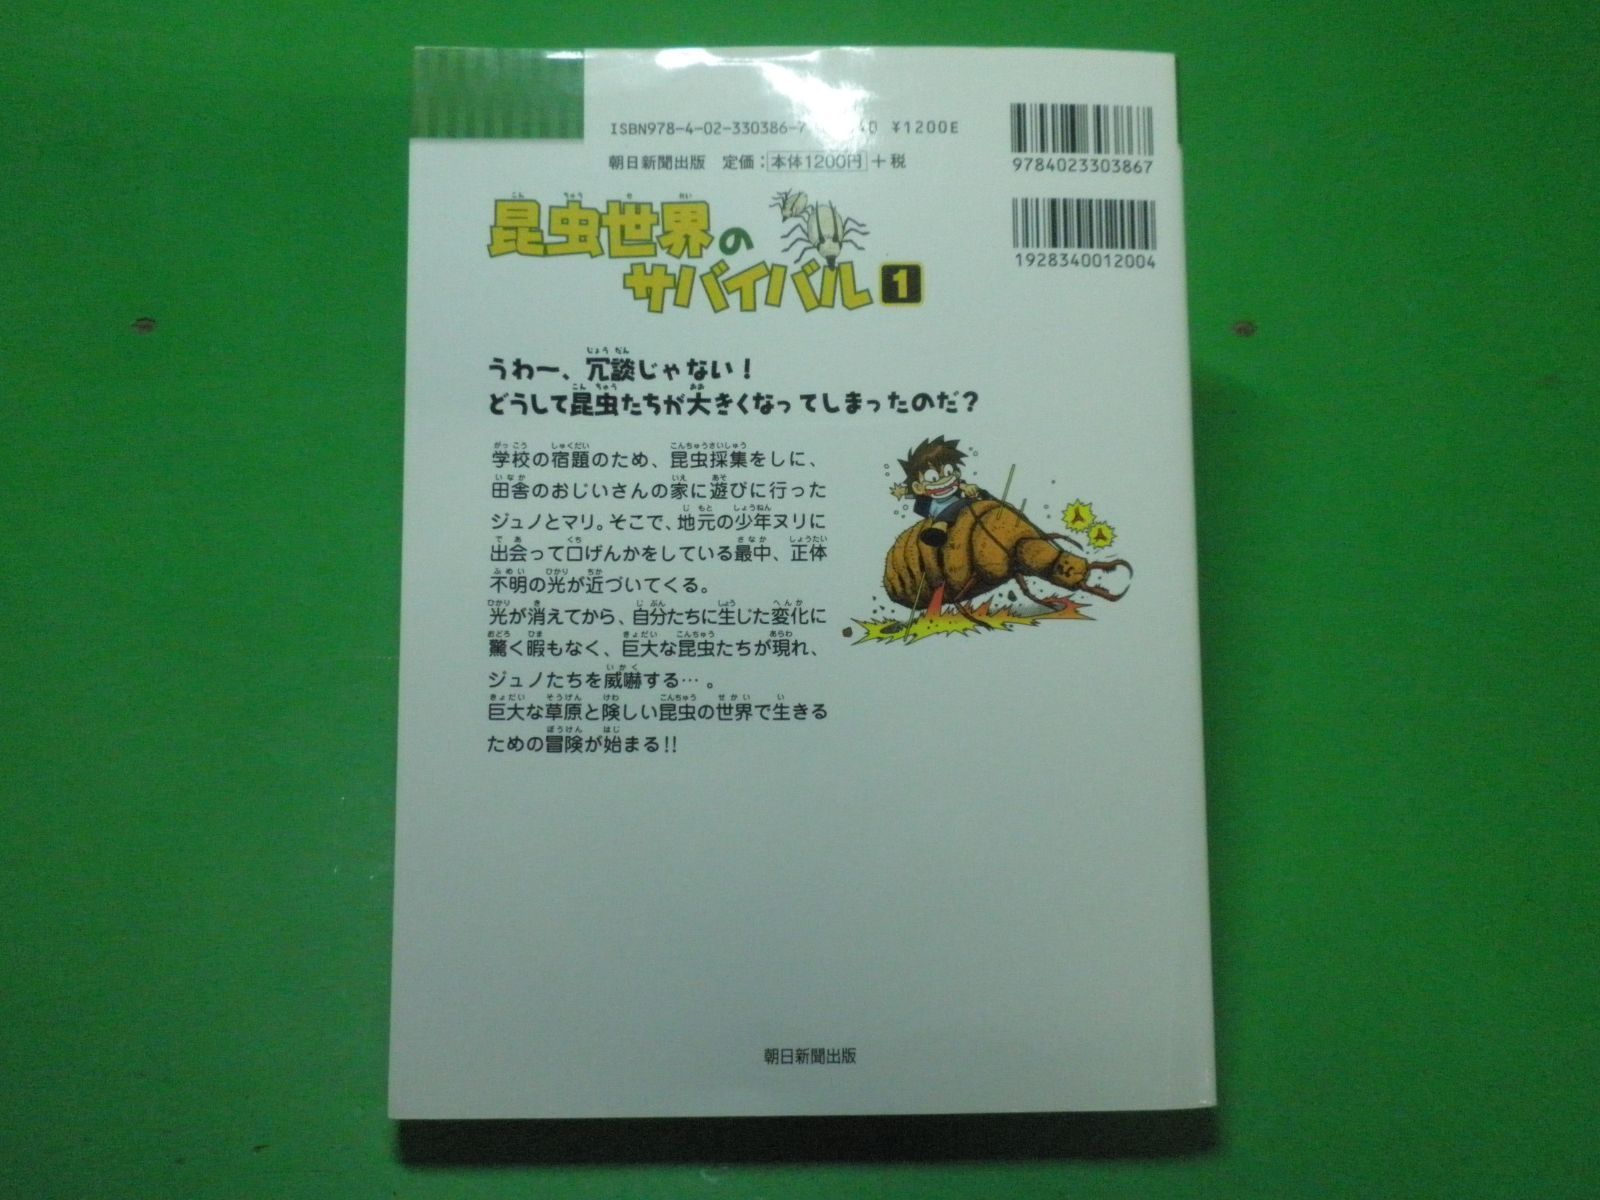 ISBN978-4-02-330386-7
¥1200E
朝日新聞出版 定価：本体1200円＋税
9784023303867
1928340012004
昆虫世界の
サバイバル1
うわー、冗談じゃない！
どうして昆虫たちが大きくなってしまったのだ？
学校の宿題のため、昆虫採集をしに、
田舎のおじいさんの家に遊びに行った
ジュノとマリ。そこで、地元の少年ヌリに
出会って口げんかをしている最中、正体
不明の光が近づいてくる。
光が消えてから、自分たちに生じた変化に
驚く暇もなく、巨大な昆虫たちが現れ、
ジュノたちを威嚇する…。
巨大な草原と険しい昆虫の世界で生きる
ための冒険が始まる!!
朝日新聞出版